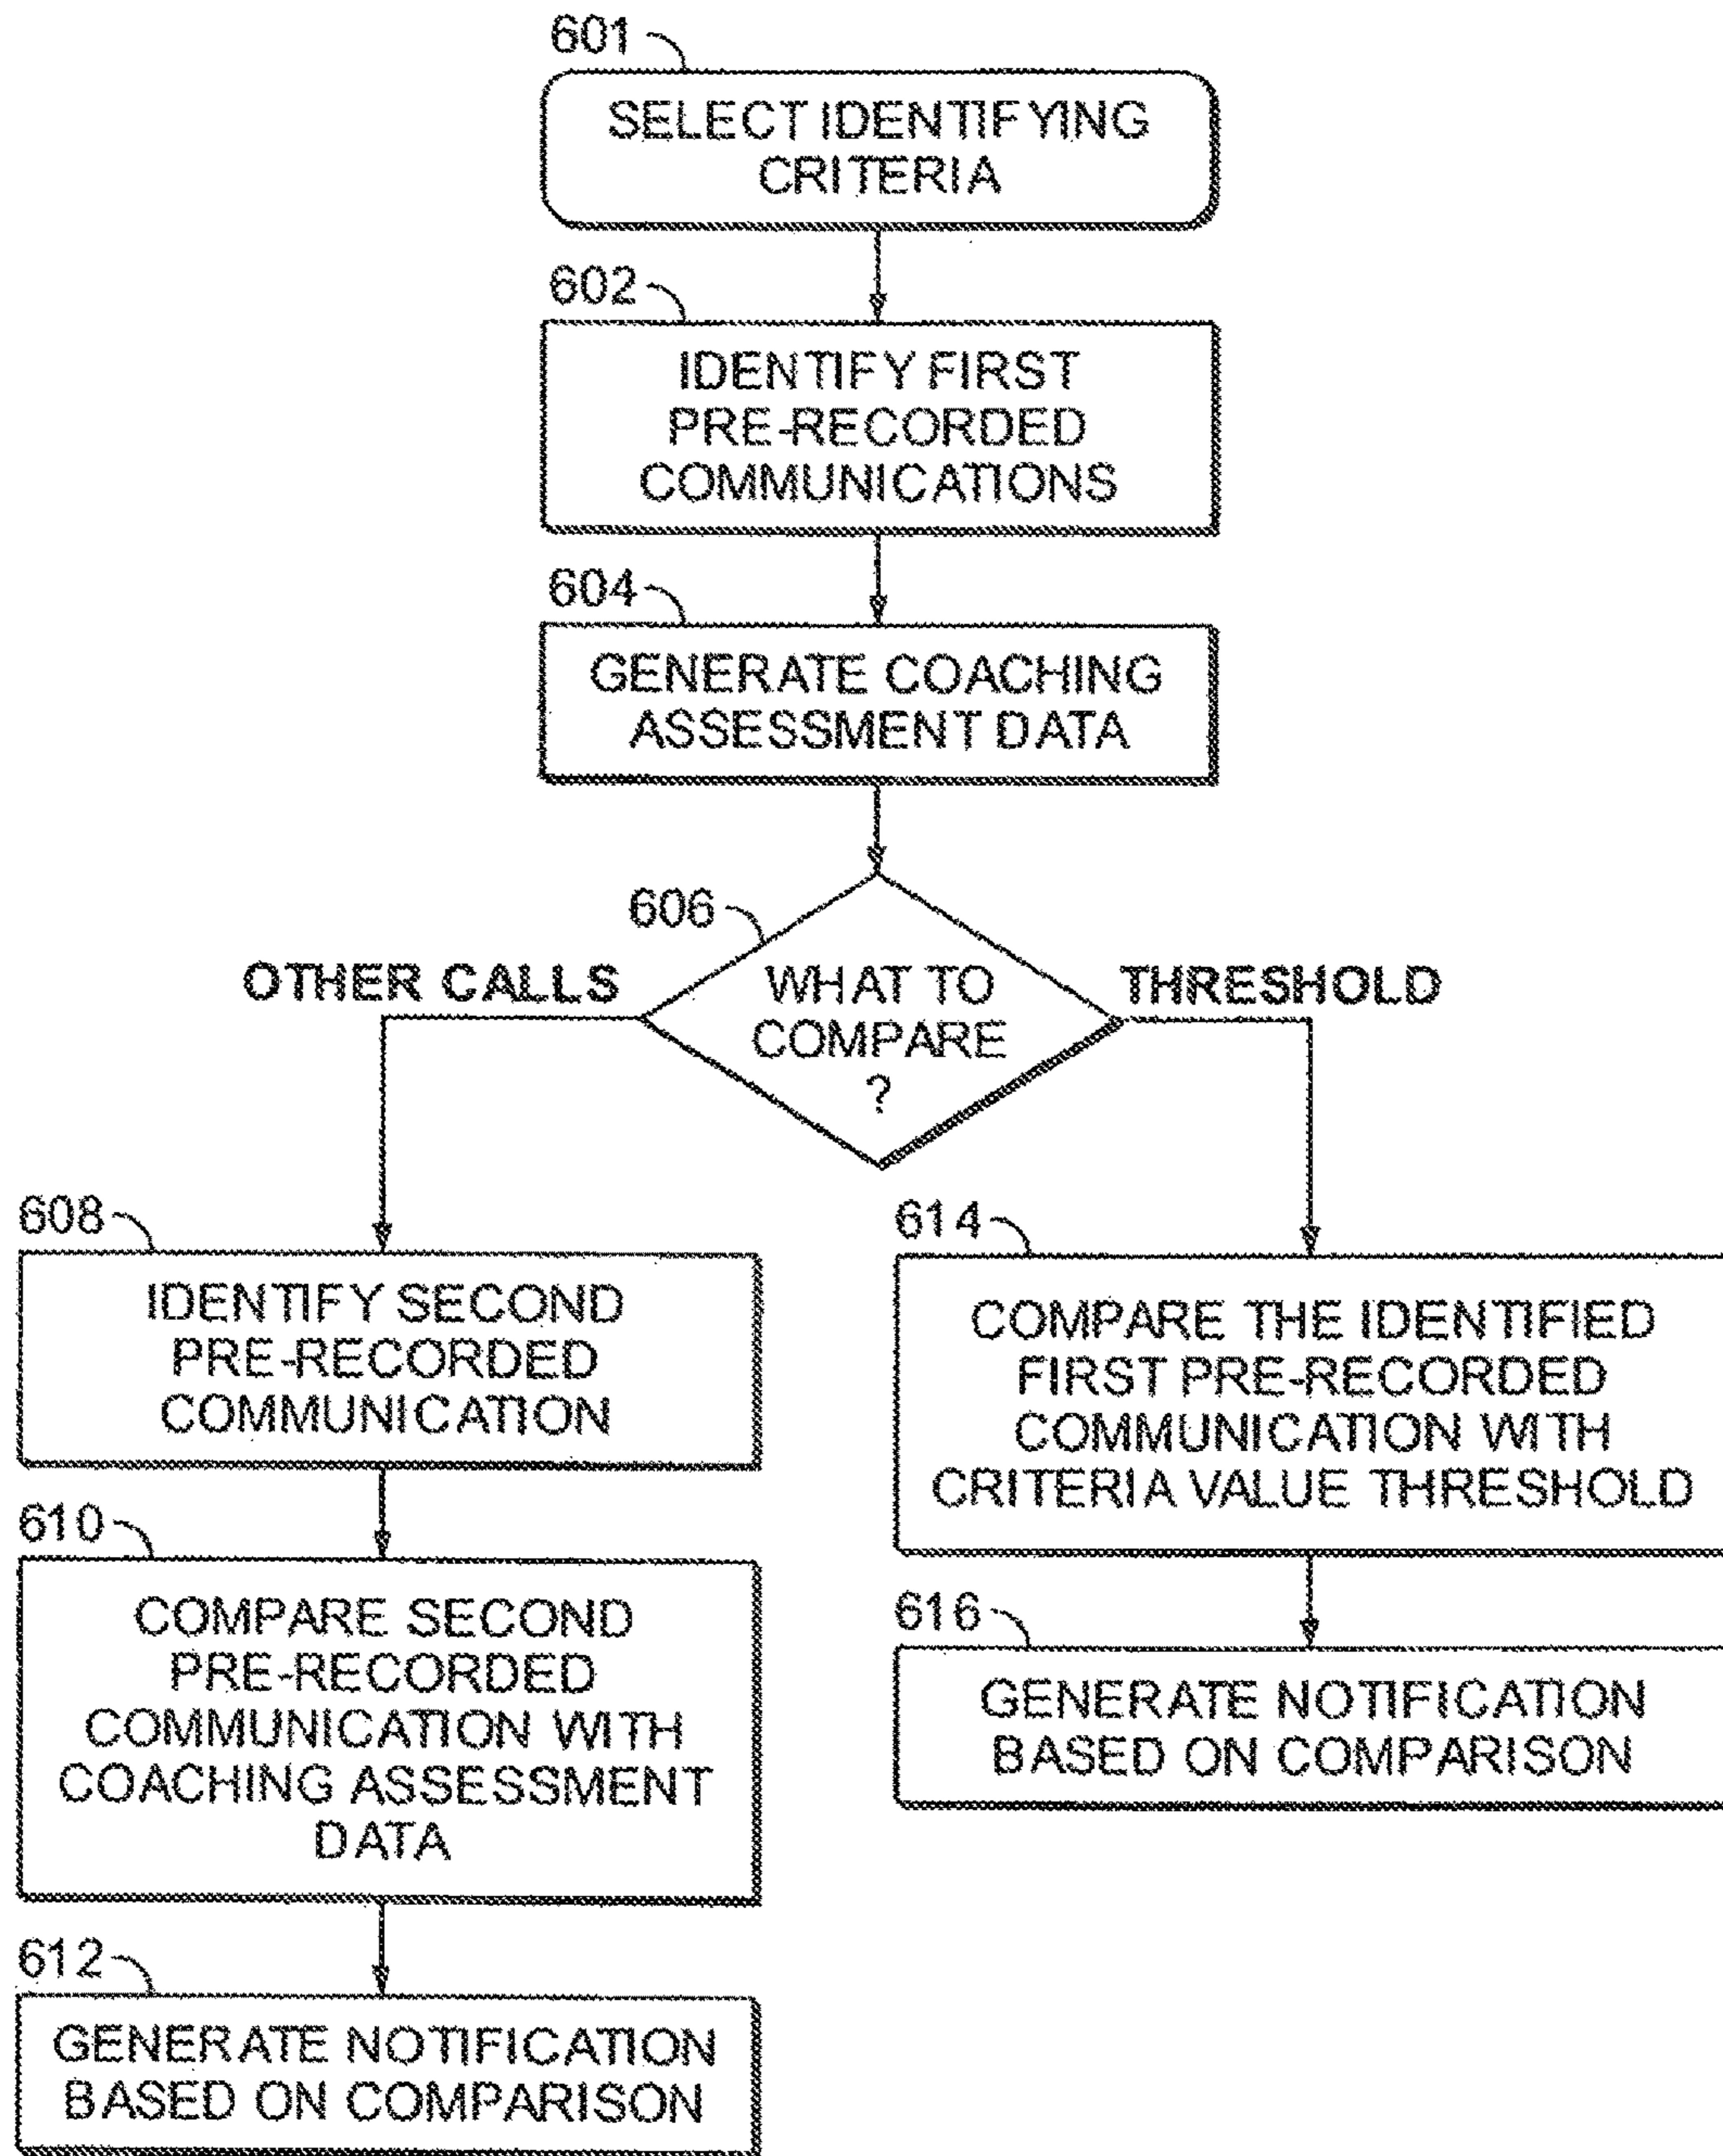 601
SELECT IDENTIFYING
CRITERIA
602
IDENTIFY FIRST
PRE-RECORDED
COMMUNICATIONS
604
GENERATE COACHING
ASSESSMENT DATA
606
OTHER CALLS
WHAT TO
COMPARE
?
THRESHOLD
608
IDENTIFY SECOND
PRE-RECORDED
COMMUNICATION
610
COMPARE SECOND
PRE-RECORDED
COMMUNICATION WITH
COACHING ASSESSMENT
DATA
612
GENERATE NOTIFICATION
BASED ON COMPARISON
614
COMPARE THE IDENTIFIED
FIRST PRE-RECORDED
COMMUNICATION WITH
CRITERIA VALUE THRESHOLD
616
GENERATE NOTIFICATION
BASED ON COMPARISON